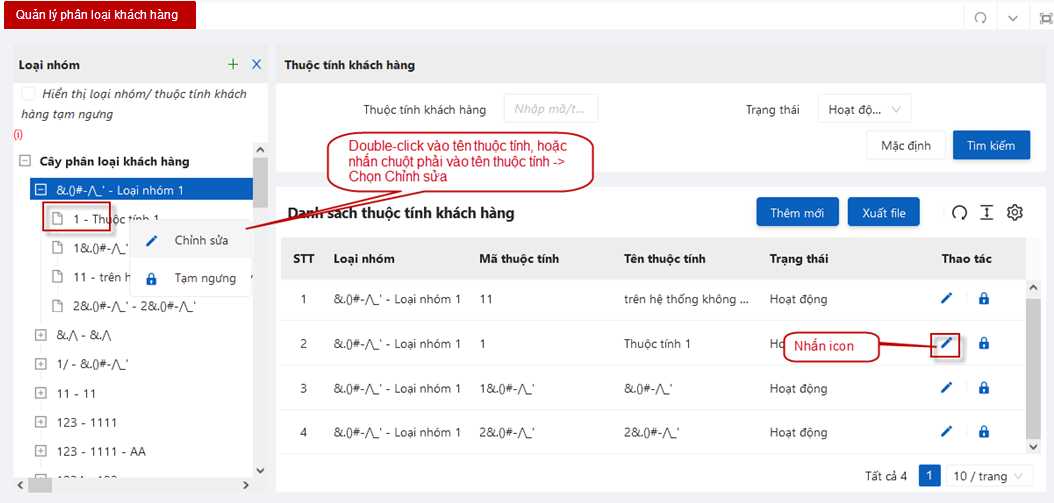 Quản lý phân loại khách hàng
Loại nhóm
Hiển thị loại nhóm/ thuộc tính khách
hàng tạm ngưng
(i)
Cây phân loại khách hàng
&.()#-/\_' - Loại nhóm 1
1 - Thuộc tính 1
1&.()#-/\_'
11 - trên h
2&.()#-/\_' - 2&.()#-/\_'
&./\ - &./\
1/ - &.()#-/\_'
11 - 11
123 - 1111
123 - 1111 - AA
Chỉnh sửa
Tạm ngưng
Thuộc tính khách hàng
Thuộc tính khách hàng
Nhập mã/t...
Trạng thái
Hoạt độ...
Mặc định
Tìm kiếm
Double-click vào tên thuộc tính, hoặc
nhấn chuột phải vào tên thuộc tính ->
Chọn Chỉnh sửa
Danh sách thuộc tính khách hàng
Thêm mới
Xuất file
STT Loại nhóm Mã thuộc tính Tên thuộc tính Trạng thái Thao tác
1 &.()#-/\_' - Loại nhóm 1 11 trên hệ thống không ... Hoạt động
2 &.()#-/\_' - Loại nhóm 1 1 Thuộc tính 1 Ho
Nhấn icon
3 &.()#-/\_' - Loại nhóm 1 1&.()#-/\_' &.()#-/\_' Hoạt động
4 &.()#-/\_' - Loại nhóm 1 2&.()#-/\_' 2&.()#-/\_' Hoạt động
Tất cả 4 1 10 / trang